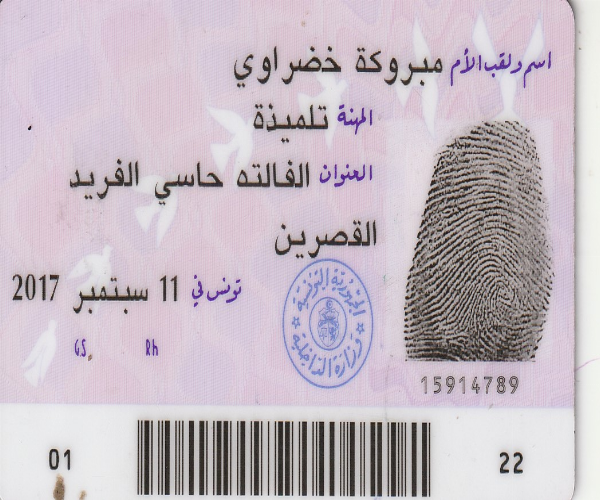 اسم ولقب الأم مبروكة خضراوي
المهنة تلميذة
العنوان الفالته حاسي الفريد
القصرين
تونس في 11 سبتمبر 2017
GS Rh
الجمهورية التونسية
وزارة الداخلية
15914789
01 22